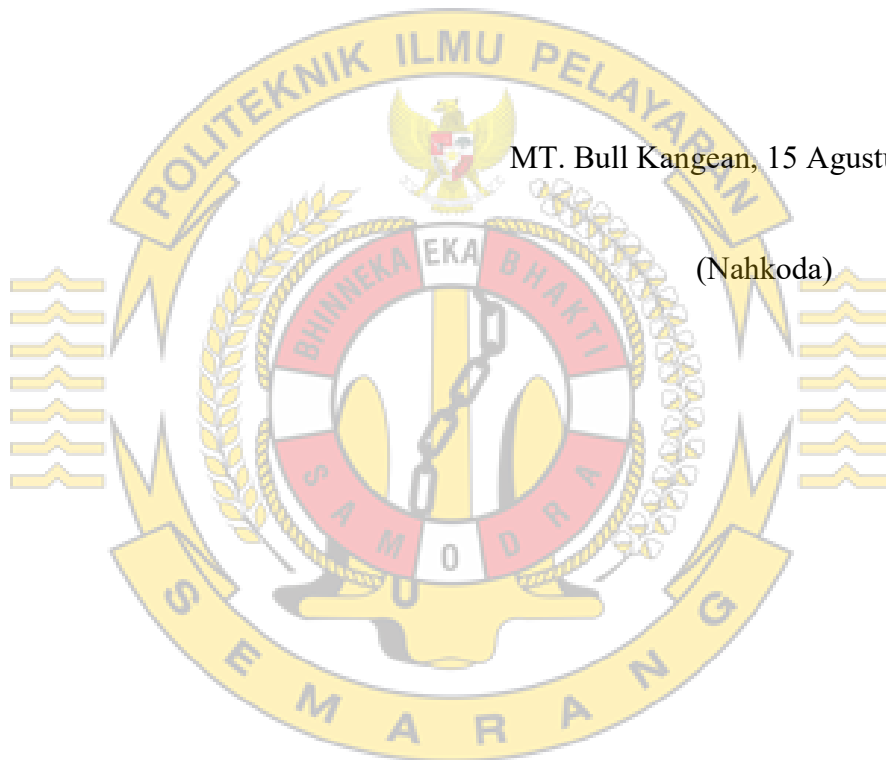 POLITEKNIK ILMU PELAYARAN
MT. Bull Kangean, 15 Agustu
(Nahkoda)
BHINNEKA EKA BHAKTI
SAMODRA
SEMARANG